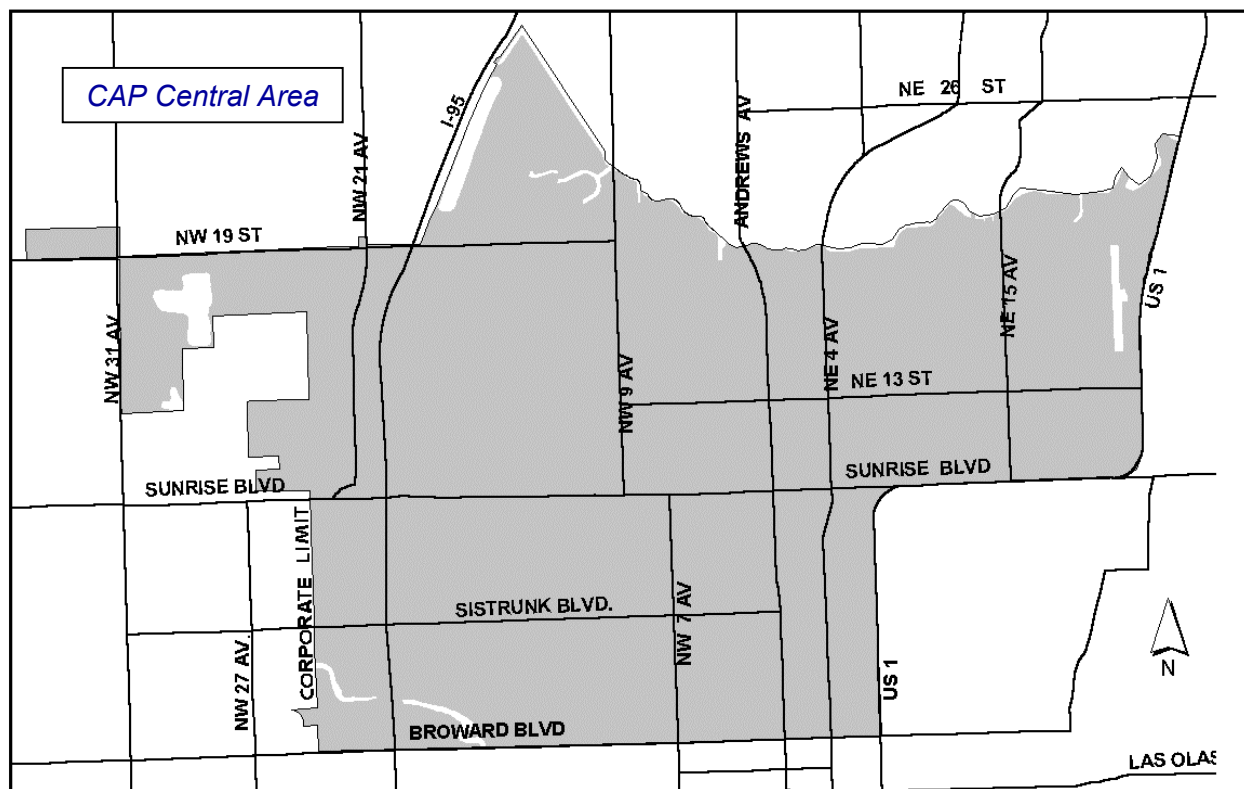 CAP Central Area
NE 26 ST
I-95
ANDREWS AV
NW 21 AV
NW 19 ST
US 1
NE 15 AV
NW 31 AV
NE 4 AV
NW 9 AV
NE 13 ST
SUNRISE BLVD
SUNRISE BLVD
CORPORATE LIMIT
SISTRUNK BLVD.
NW 7 AV
NW 27 AV.
US 1
N
BROWARD BLVD
LAS OLAS